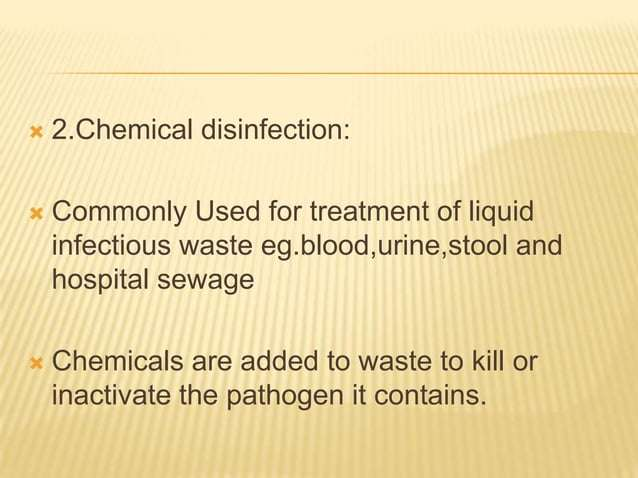 2.Chemical disinfection:
Commonly Used for treatment of liquid
infectious waste eg.blood,urine,stool and
hospital sewage
Chemicals are added to waste to kill or
inactivate the pathogen it contains.